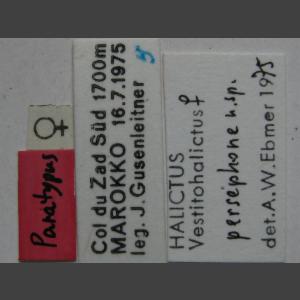 Paratypus
♀
Col du Zad Süd 1700m
MAROKKO 16.7.1975
leg. J. Gusenleitner
HALICTUS
Vestitohalictus ♀
persephone n.sp.
det. A.W. Ebmer 1975